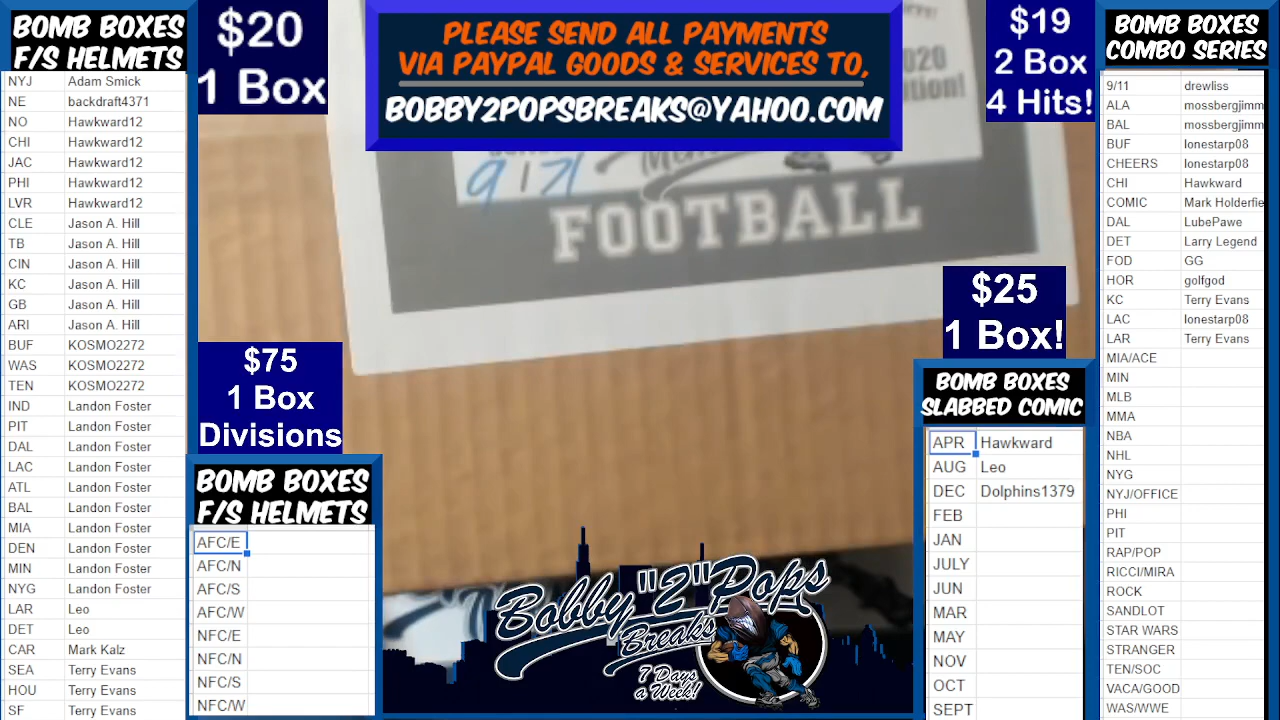 BOMB BOXES
F/S HELMETS
NYJ Adam Smick
NE backdraft4371
NO Hawkward12
CHI Hawkward12
JAC Hawkward12
PHI Hawkward12
LVR Hawkward12
CLE Jason A. Hill
TB Jason A. Hill
CIN Jason A. Hill
KC Jason A. Hill
GB Jason A. Hill
ARI Jason A. Hill
BUF KOSMO2272
WAS KOSMO2272
TEN KOSMO2272
IND Landon Foster
PIT Landon Foster
DAL Landon Foster
LAC Landon Foster
ATL Landon Foster
BAL Landon Foster
MIA Landon Foster
DEN Landon Foster
MIN Landon Foster
NYG Landon Foster
LAR Leo
DET Leo
CAR Mark Kalz
SEA Terry Evans
HOU Terry Evans
SF Terry Evans
$20
1 Box
$75
1 Box
Divisions
BOMB BOXES
F/S HELMETS
AFC/E
AFC/N
AFC/S
AFC/W
NFC/E
NFC/N
NFC/S
NFC/W
PLEASE SEND ALL PAYMENTS
VIA PAYPAL GOODS & SERVICES TO,
BOBBY2POPSBREAKS@YAHOO.COM
FOOTBALL
Bobby "2" Pops
Breaks
7 Days
a Week!
$19
2 Box
4 Hits!
$25
1 Box!
BOMB BOXES
SLABBED COMIC
APR Hawkward
AUG Leo
DEC Dolphins1379
FEB
JAN
JULY
JUN
MAR
MAY
NOV
OCT
SEPT
BOMB BOXES
COMBO SERIES
9/11 drewliss
ALA mossbergjimm
BAL mossbergjimm
BUF lonestarp08
CHEERS lonestarp08
CHI Hawkward
COMIC Mark Holderfie
DAL LubePawe
DET Larry Legend
FOD GG
HOR golfgod
KC Terry Evans
LAC lonestarp08
LAR Terry Evans
MIA/ACE
MIN
MLB
MMA
NBA
NHL
NYG
NYJ/OFFICE
PHI
PIT
RAP/POP
RICCI/MIRA
ROCK
SANDLOT
STAR WARS
STRANGER
TEN/SOC
VACA/GOOD
WAS/WWE